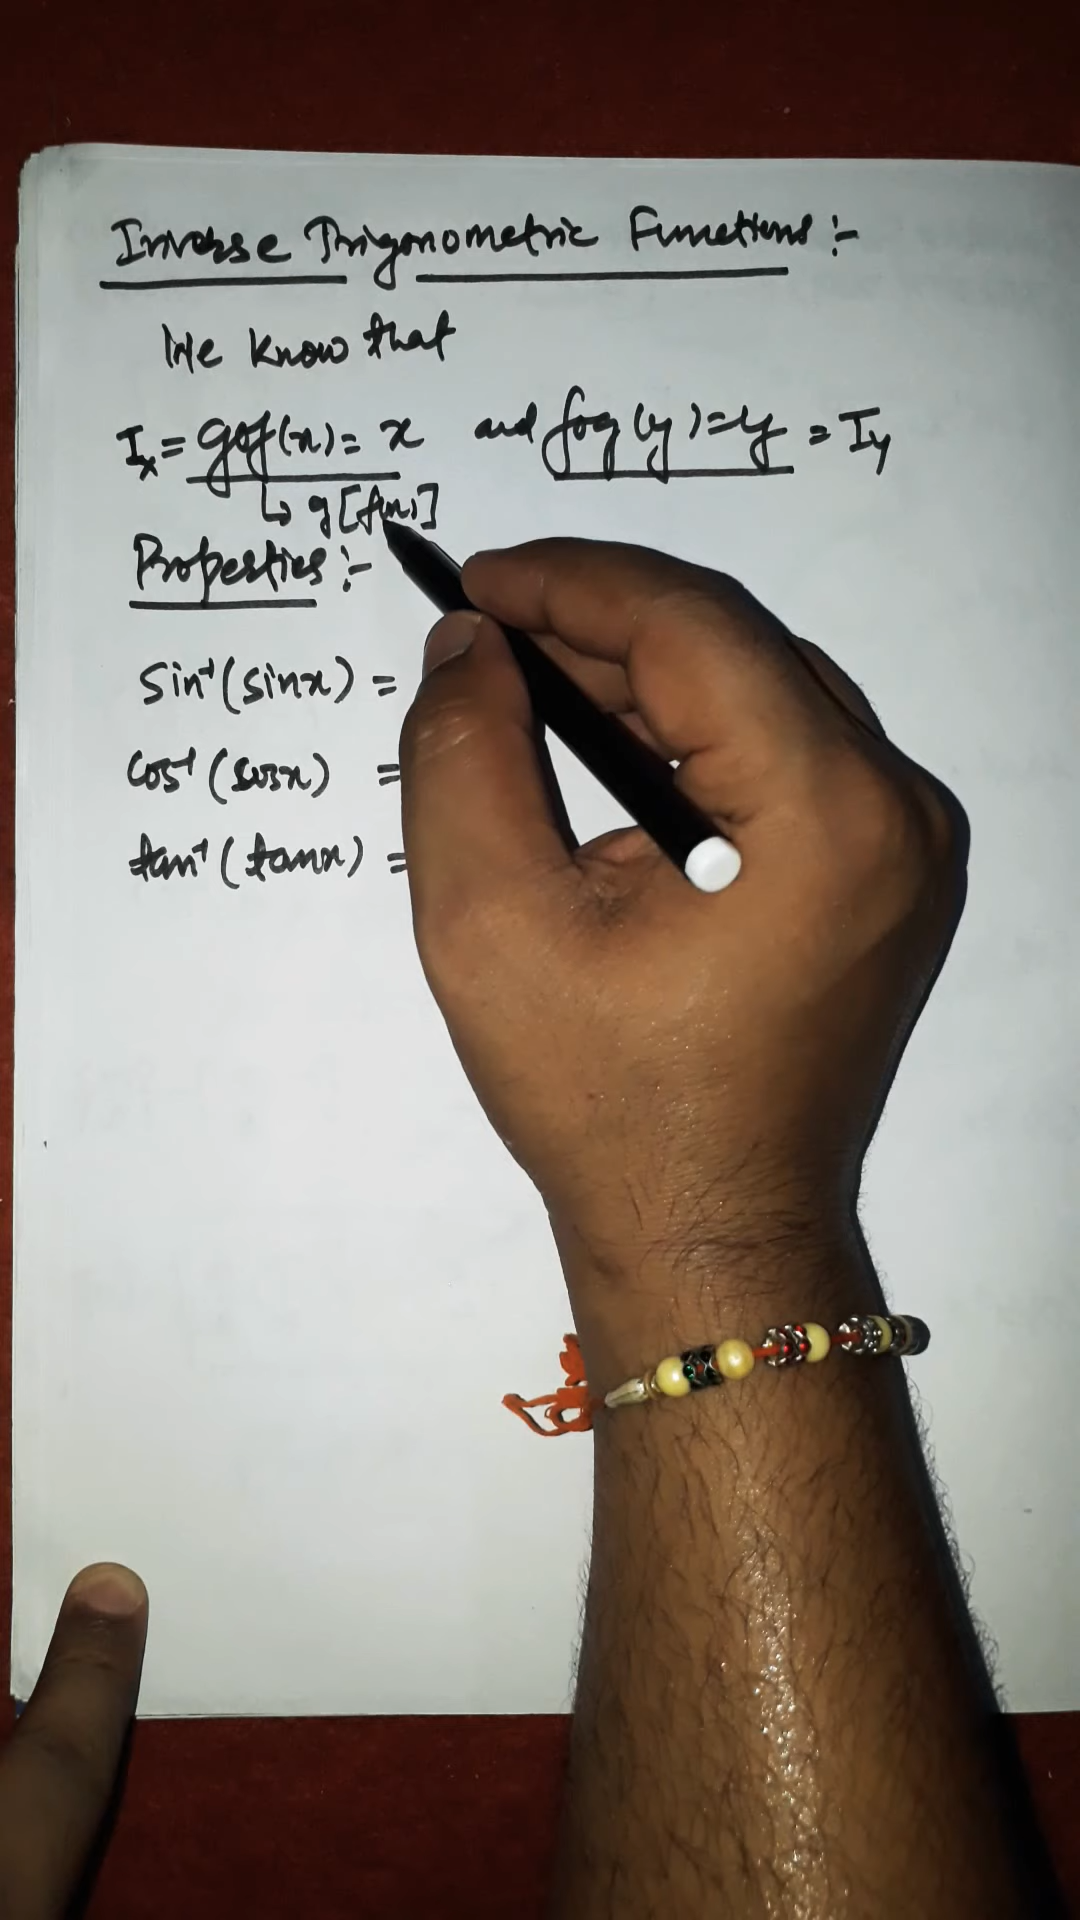 Inverse Trigonometric Functions :-
We know that
Ix = gof(x) = x and fog(y) = y = Iy
↳ g[f(x)]
Properties :-
Sin⁻¹(sinx) =
Cos⁻¹(cosx) =
tan⁻¹(tanx) =